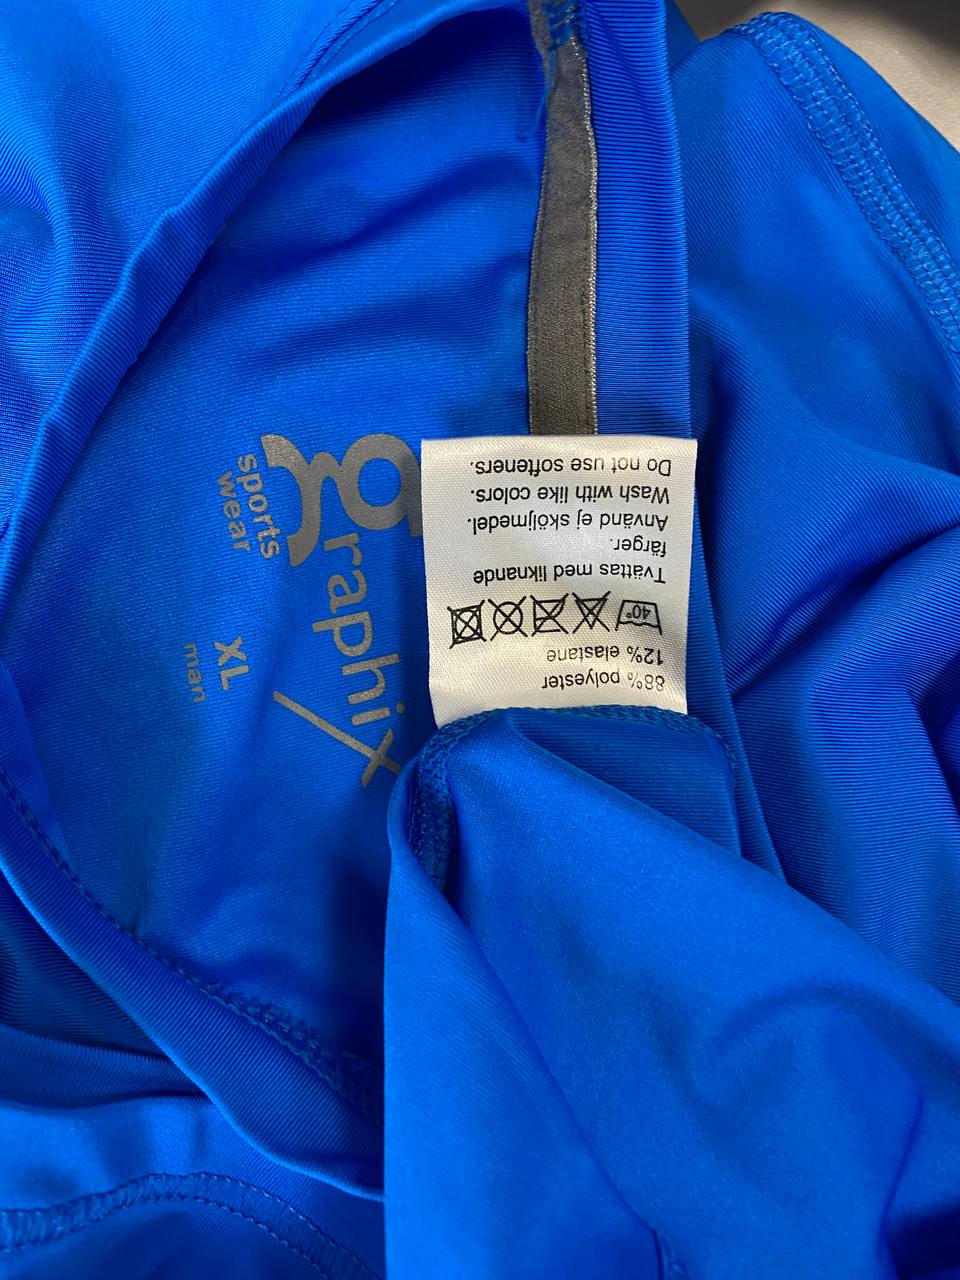 graphix
sports
wear
XL
man
88% polyester
12% elastane
40°
Tvättas med liknande
färger.
Använd ej sköljmedel.
Wash with like colors.
Do not use softeners.